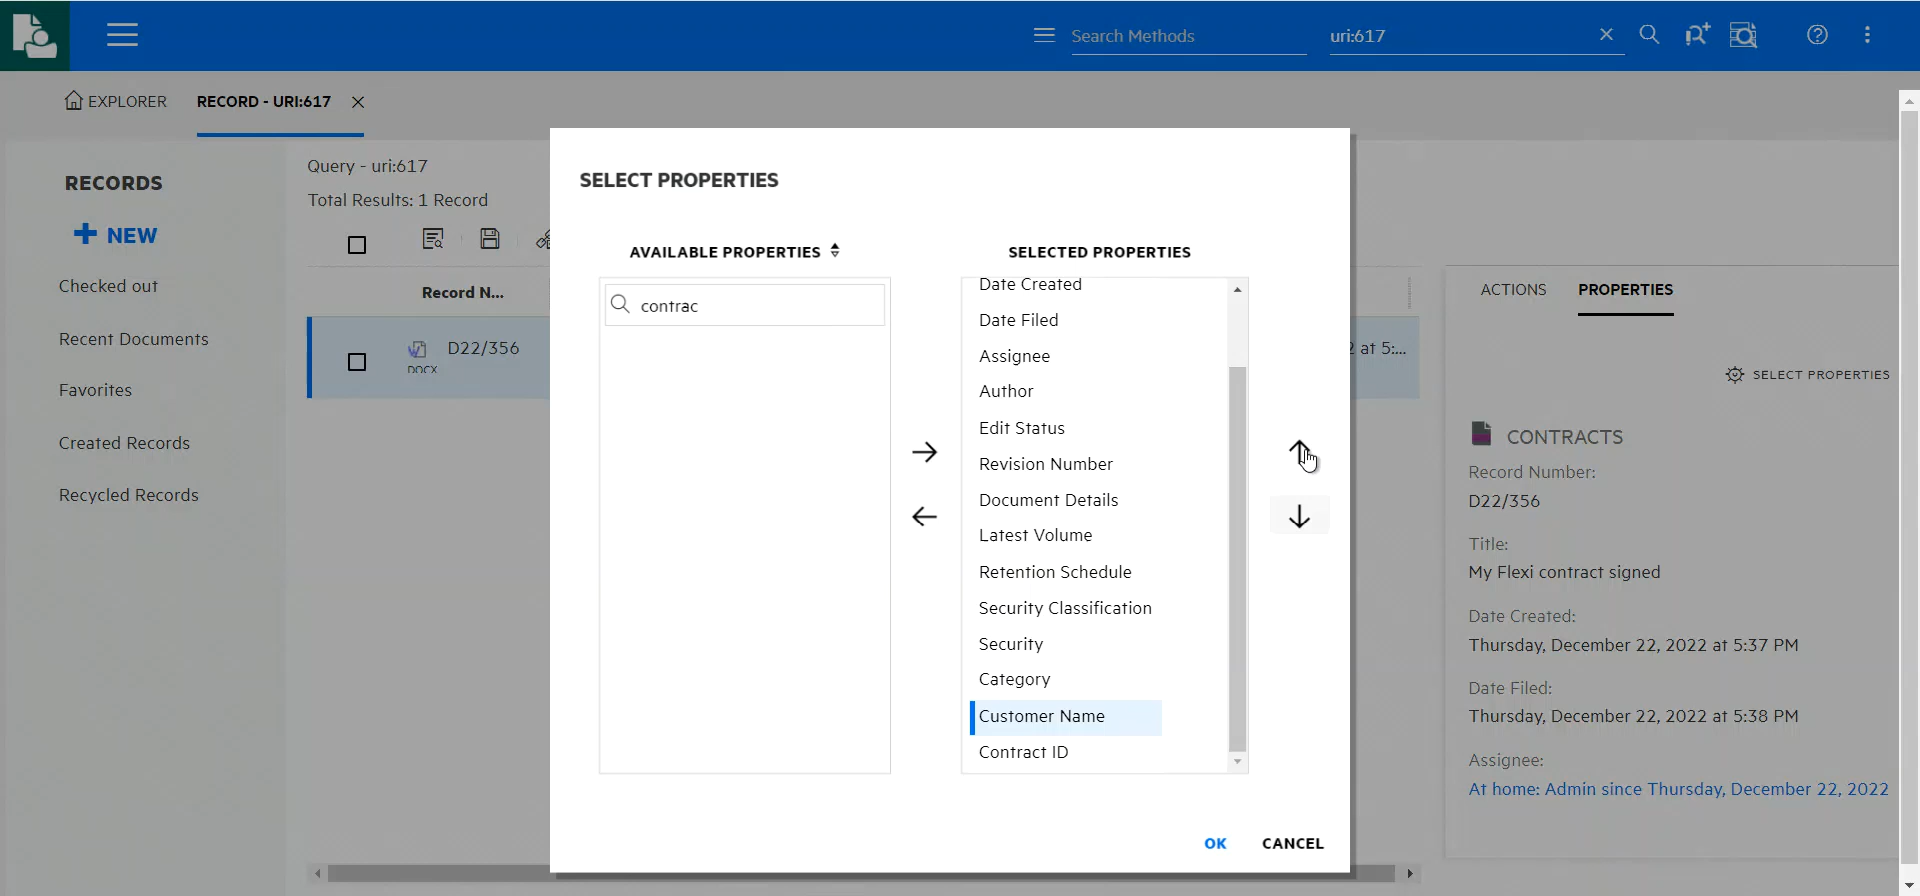 Search Methods
uri:617
EXPLORER
RECORD - URI:617
RECORDS
NEW
Checked out
Recent Documents
Favorites
Created Records
Recycled Records
Query - uri:617
Total Results: 1 Record
Record N...
D22/356
DOCX
SELECT PROPERTIES
AVAILABLE PROPERTIES
contrac
SELECTED PROPERTIES
Date Created
Date Filed
Assignee
Author
Edit Status
Revision Number
Document Details
Latest Volume
Retention Schedule
Security Classification
Security
Category
Customer Name
Contract ID
OK
CANCEL
2 at 5:...
ACTIONS
PROPERTIES
SELECT PROPERTIES
CONTRACTS
Record Number:
D22/356
Title:
My Flexi contract signed
Date Created:
Thursday, December 22, 2022 at 5:37 PM
Date Filed:
Thursday, December 22, 2022 at 5:38 PM
Assignee:
At home: Admin since Thursday, December 22, 2022